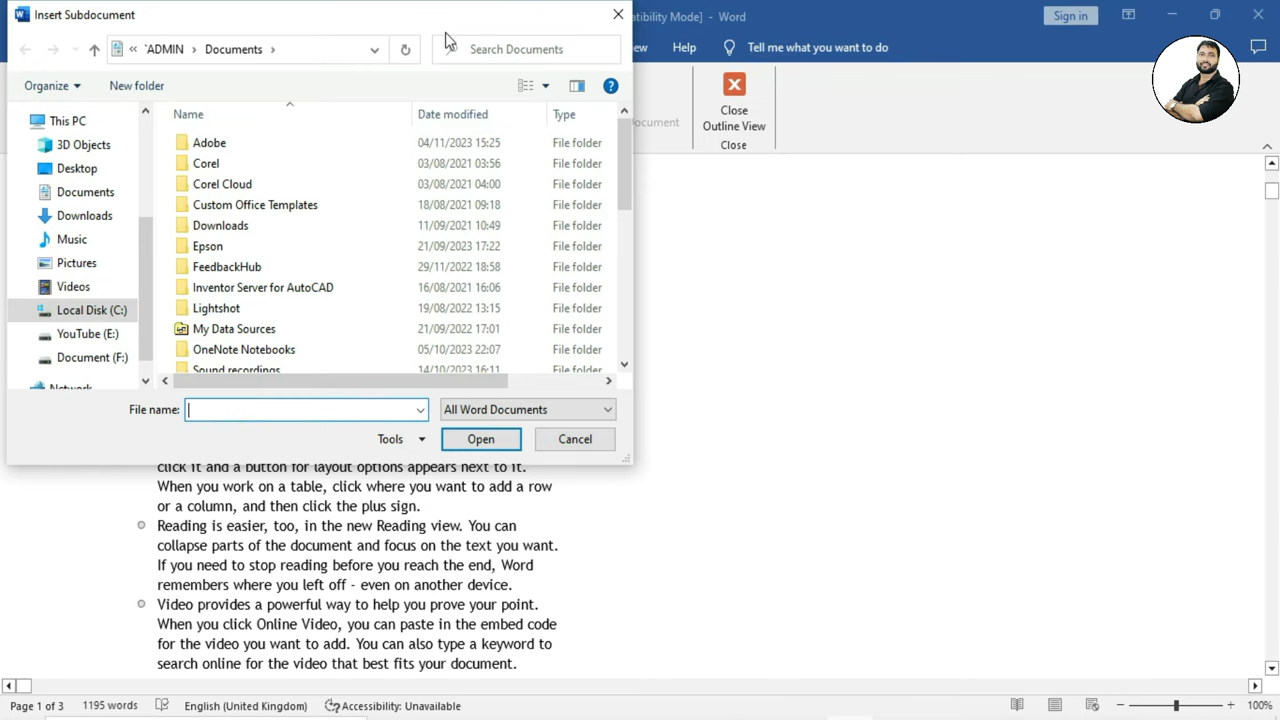 Insert Subdocument
atibility Mode] - Word
Sign in
`ADMIN
Documents
Search Documents
ew
Help
Tell me what you want to do
Organize
New folder
Close
Outline View
Close
ocument
Name
Date modified
Type
This PC
3D Objects
Desktop
Documents
Downloads
Music
Pictures
Videos
Local Disk (C:)
YouTube (E:)
Document (F:)
Network
Adobe 04/11/2023 15:25 File folder
Corel 03/08/2021 03:56 File folder
Corel Cloud 03/08/2021 04:00 File folder
Custom Office Templates 18/08/2021 09:18 File folder
Downloads 11/09/2021 10:49 File folder
Epson 21/09/2023 17:22 File folder
FeedbackHub 29/11/2022 18:58 File folder
Inventor Server for AutoCAD 16/08/2021 16:06 File folder
Lightshot 19/08/2022 13:15 File folder
My Data Sources 21/09/2022 17:01 File folder
OneNote Notebooks 05/10/2023 22:07 File folder
Sound recordings 14/10/2023 16:11 File folder
File name:
All Word Documents
Tools
Open
Cancel
click it and a button for layout options appears next to it.
When you work on a table, click where you want to add a row
or a column, and then click the plus sign.
Reading is easier, too, in the new Reading view. You can
collapse parts of the document and focus on the text you want.
If you need to stop reading before you reach the end, Word
remembers where you left off - even on another device.
Video provides a powerful way to help you prove your point.
When you click Online Video, you can paste in the embed code
for the video you want to add. You can also type a keyword to
search online for the video that best fits your document.
Page 1 of 3
1195 words
English (United Kingdom)
Accessibility: Unavailable
100%